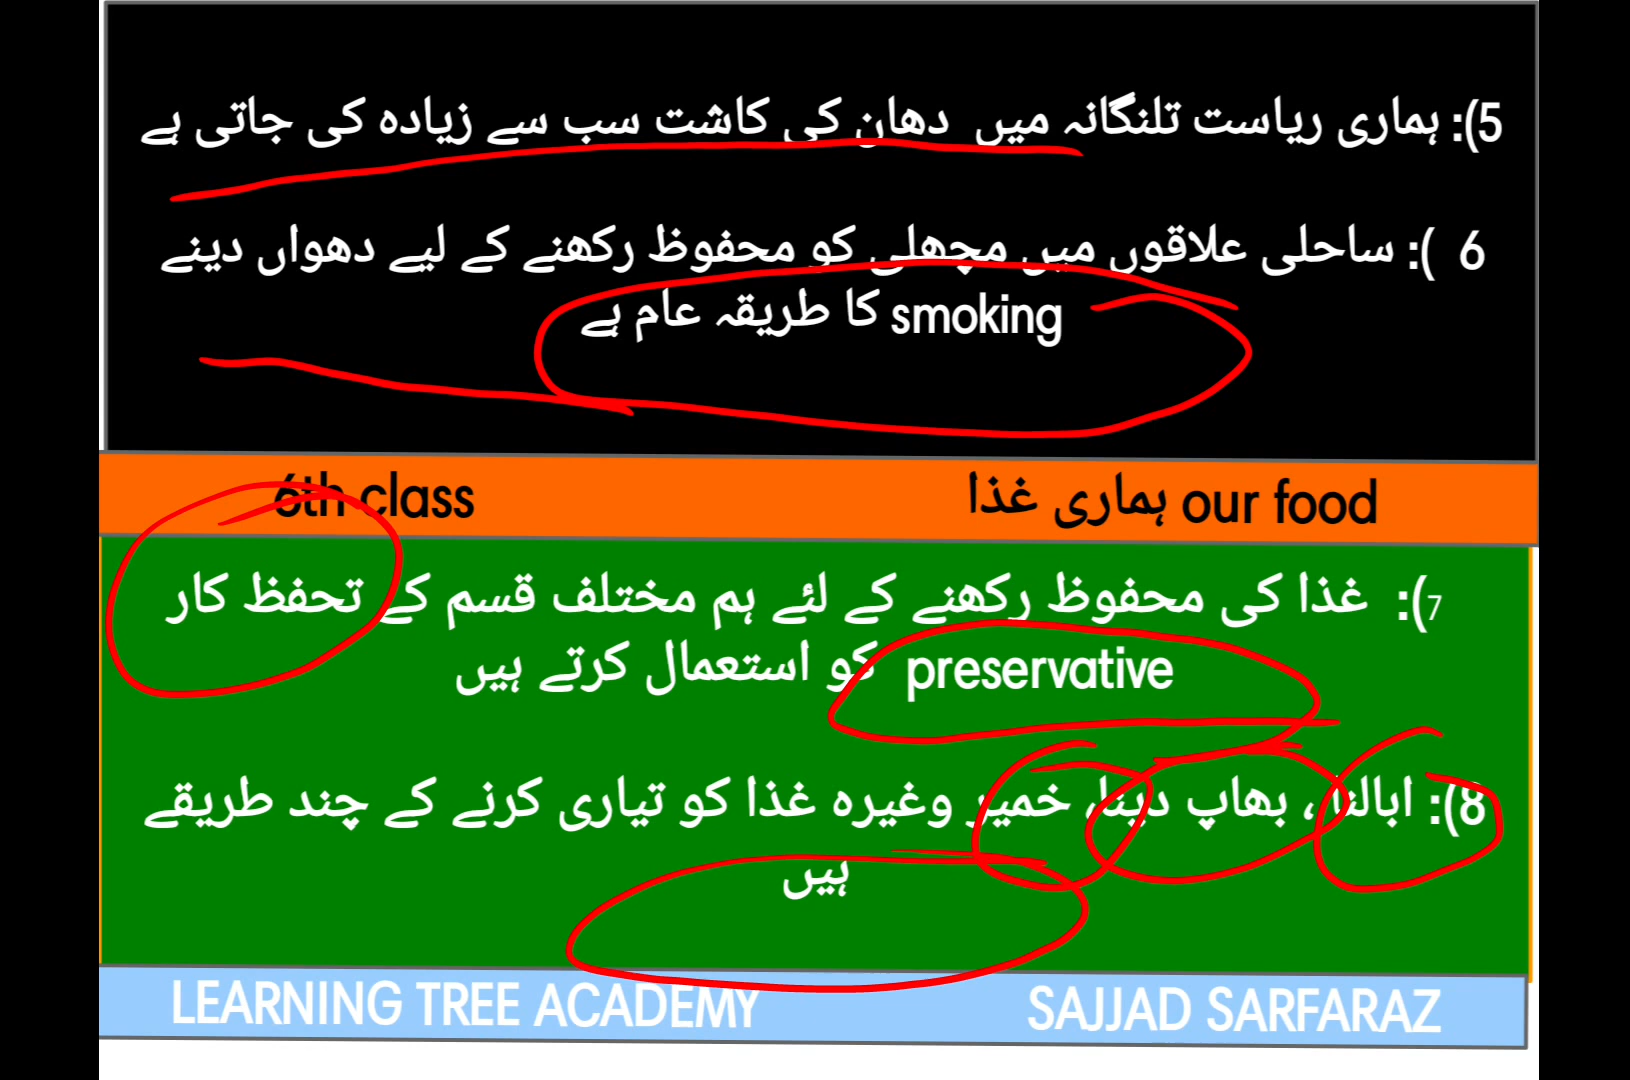 5): ہماری ریاست تلنگانہ میں دھان کی کاشت سب سے زیادہ کی جاتی ہے
6 ): ساحلی علاقوں میں مچھلی کو محفوظ رکھنے کے لیے دھواں دینے
smoking کا طریقہ عام ہے
6th class
our food ہماری غذا
7): غذا کی محفوظ رکھنے کے لئے ہم مختلف قسم کے تحفظ کار
preservative کو استعمال کرتے ہیں
8): ابالنا ، بھاپ دینا، خمیر وغیرہ غذا کو تیاری کرنے کے چند طریقے
ہیں
LEARNING TREE ACADEMY
SAJJAD SARFARAZ